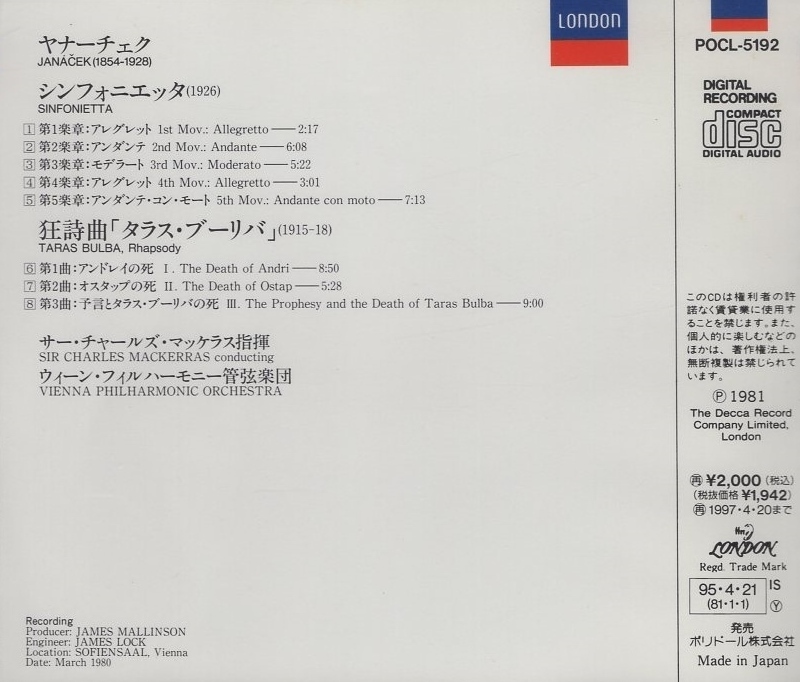 ヤナーチェク
JANÁČEK(1854-1928)
シンフォニエッタ(1926)
SINFONIETTA
1 第1楽章:アレグレット 1st Mov.: Allegretto——2:17
2 第2楽章:アンダンテ 2nd Mov.: Andante——6:08
3 第3楽章:モデラート 3rd Mov.: Moderato——5:22
4 第4楽章:アレグレット 4th Mov.: Allegretto——3:01
5 第5楽章:アンダンテ・コン・モート 5th Mov.: Andante con moto——7:13
狂詩曲「タラス・ブーリバ」(1915-18)
TARAS BULBA, Rhapsody
6 第1曲:アンドレイの死 I. The Death of Andri——8:50
7 第2曲:オスタップの死 II. The Death of Ostap——5:28
8 第3曲:予言とタラス・ブーリバの死 III. The Prophesy and the Death of Taras Bulba——9:00
サー・チャールズ・マッケラス指揮
SIR CHARLES MACKERRAS conducting
ウィーン・フィルハーモニー管弦楽団
VIENNA PHILHARMONIC ORCHESTRA
Recording
Producer: JAMES MALLINSON
Engineer: JAMES LOCK
Location: SOFIENSAAL, Vienna
Date: March 1980
LONDON
POCL-5192
DIGITAL
RECORDING
COMPACT
disc
DIGITAL AUDIO
このCDは権利者の許
諾なく賃貸業に使用す
ることを禁じます。また、
個人的に楽しむなどの
ほかは、著作権法上、
無断複製は禁じられて
います。
Ⓟ 1981
The Decca Record
Company Limited,
London
㊢¥2,000(税込)
(税抜価格 ¥1,942)
㊢1997・4・20まで
LONDON
Regd. Trade Mark
95・4・21
(81・1・1)
IS
Ⓨ
発売
ポリドール株式会社
Made in Japan